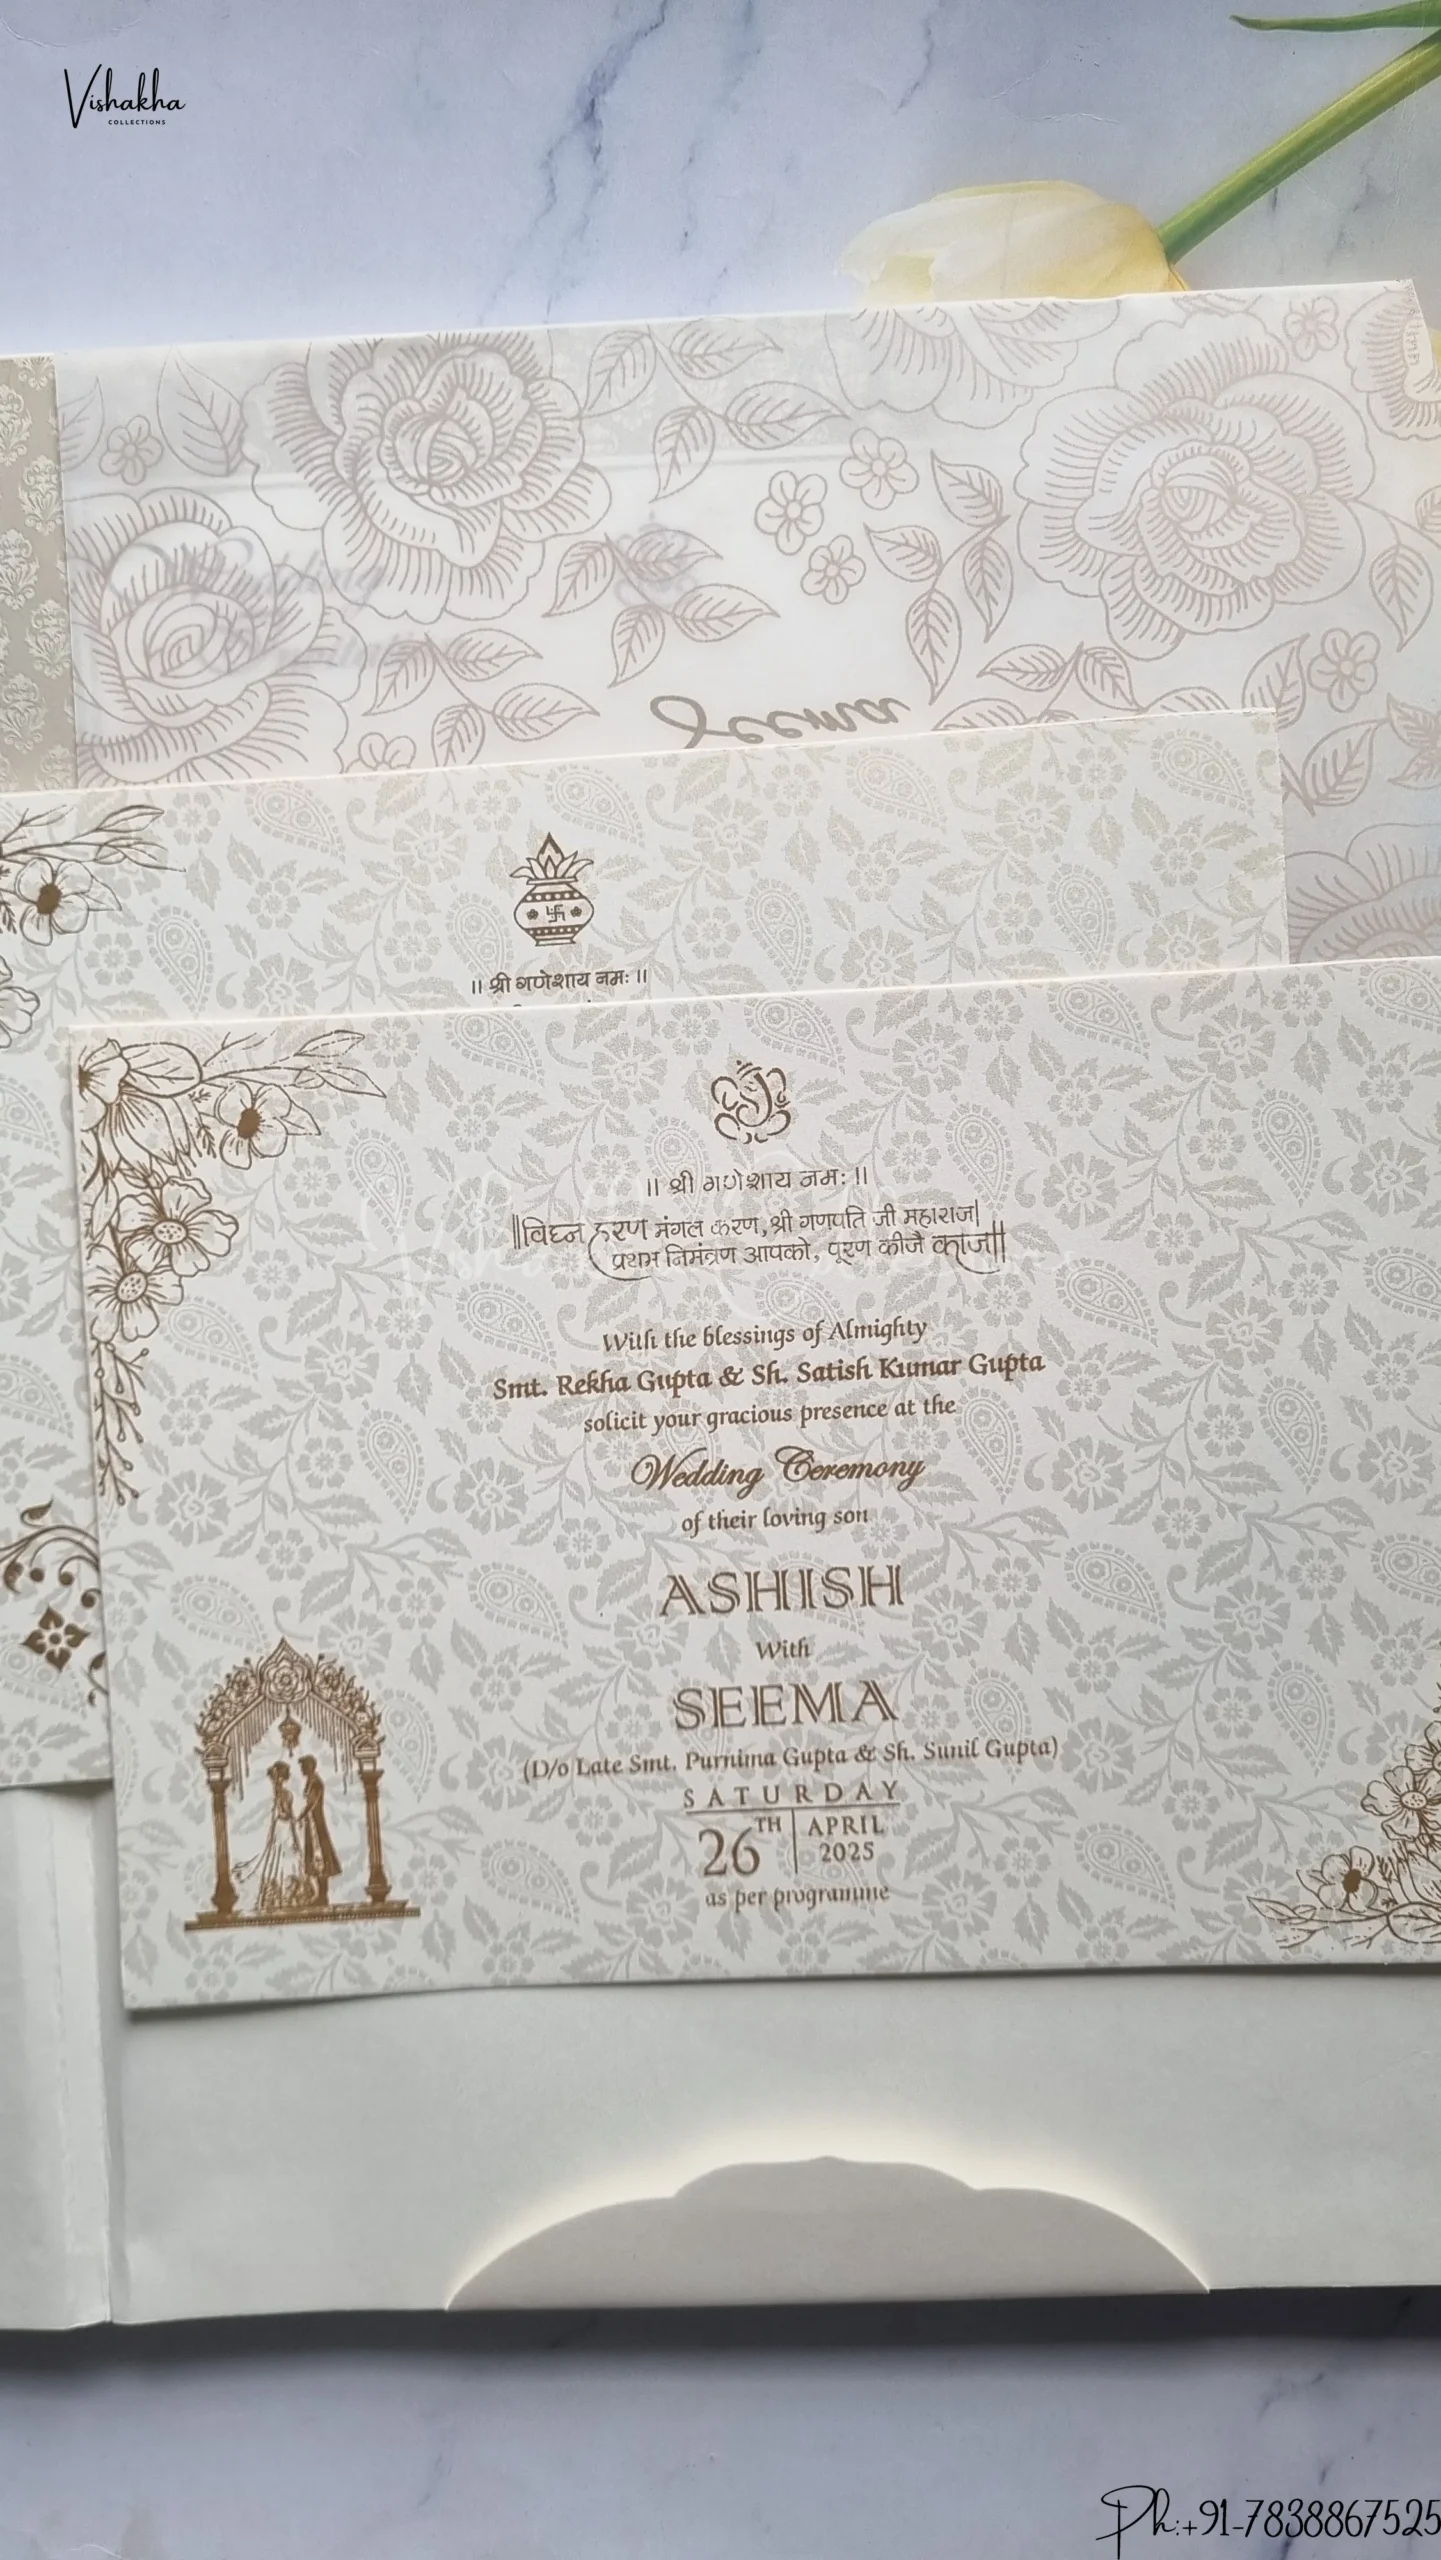 Vishakha
COLLECTIONS
Seema
॥ श्री गणेशाय नमः ॥
॥ श्री गणेशाय नमः ॥
॥विघ्न हरण मंगल करण, श्री गणपति जी महाराज।
प्रथम निमंत्रण आपको, पूरण कीजै काज॥
With the blessings of Almighty
Smt. Rekha Gupta & Sh. Satish Kumar Gupta
solicit your gracious presence at the
Wedding Ceremony
of their loving son
ASHISH
With
SEEMA
(D/o Late Smt. Purnima Gupta & Sh. Sunil Gupta)
SATURDAY
26TH APRIL
2025
as per programme
Ph:+91-7838867525